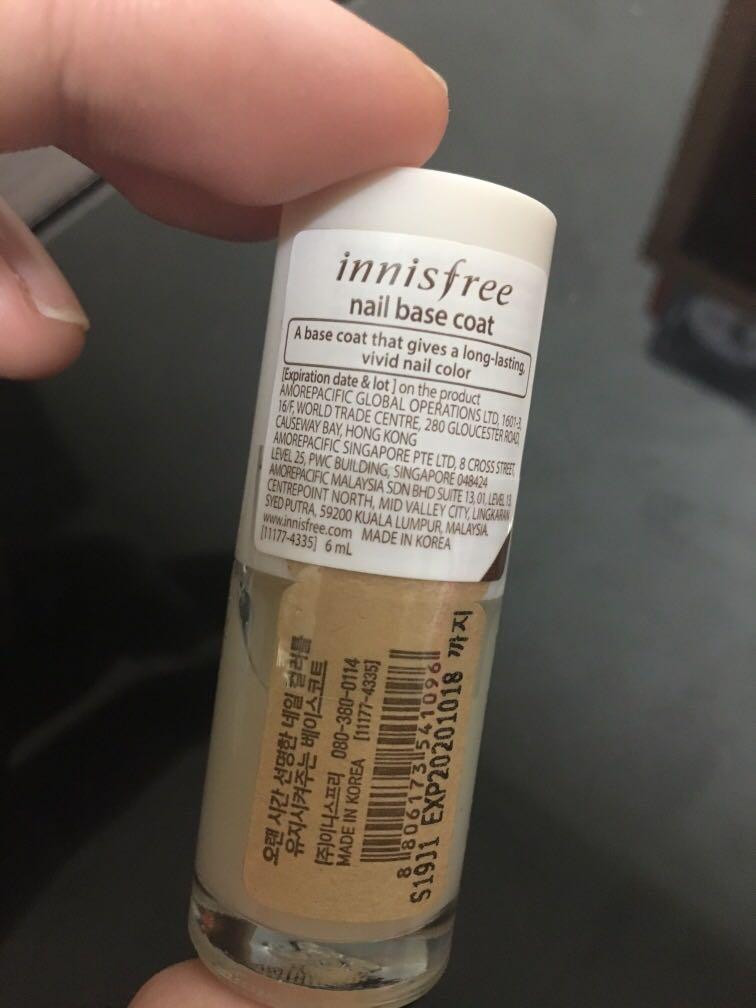 innisfree
nail base coat
A base coat that gives a long-lasting,
vivid nail color
[Expiration date & lot] on the product
AMOREPACIFIC GLOBAL OPERATIONS LTD, 1601-3,
16/F, WORLD TRADE CENTRE, 280 GLOUCESTER ROAD,
CAUSEWAY BAY, HONG KONG
AMOREPACIFIC SINGAPORE PTE LTD, 8 CROSS STREET,
LEVEL 25, PWC BUILDING, SINGAPORE 048424
AMOREPACIFIC MALAYSIA SDN BHD SUITE 13, 01, LEVEL 13,
CENTREPOINT NORTH, MID VALLEY CITY, LINGKARAN
SYED PUTRA, 59200 KUALA LUMPUR, MALAYSIA.
www.innisfree.com MADE IN KOREA
[11177-4335] 6 mL
오랜 시간 선명한 네일 컬러를
유지시켜주는 베이스코트
(주)이니스프리 080-380-0114
MADE IN KOREA [11177-4335]
8 806173 541096
S19J1 EXP20201018 까지